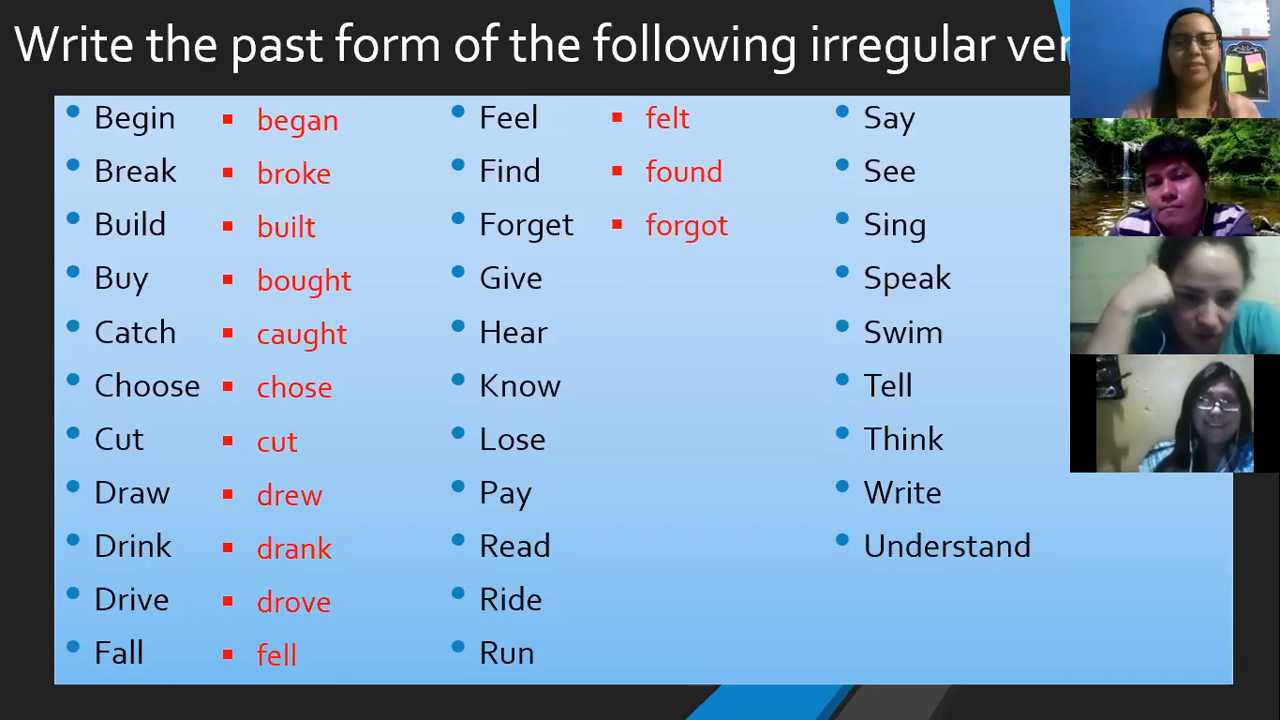 Write the past form of the following irregular ver
Begin ▪ began
Break ▪ broke
Build ▪ built
Buy ▪ bought
Catch ▪ caught
Choose ▪ chose
Cut ▪ cut
Draw ▪ drew
Drink ▪ drank
Drive ▪ drove
Fall ▪ fell
Feel ▪ felt
Find ▪ found
Forget ▪ forgot
Give
Hear
Know
Lose
Pay
Read
Ride
Run
Say
See
Sing
Speak
Swim
Tell
Think
Write
Understand